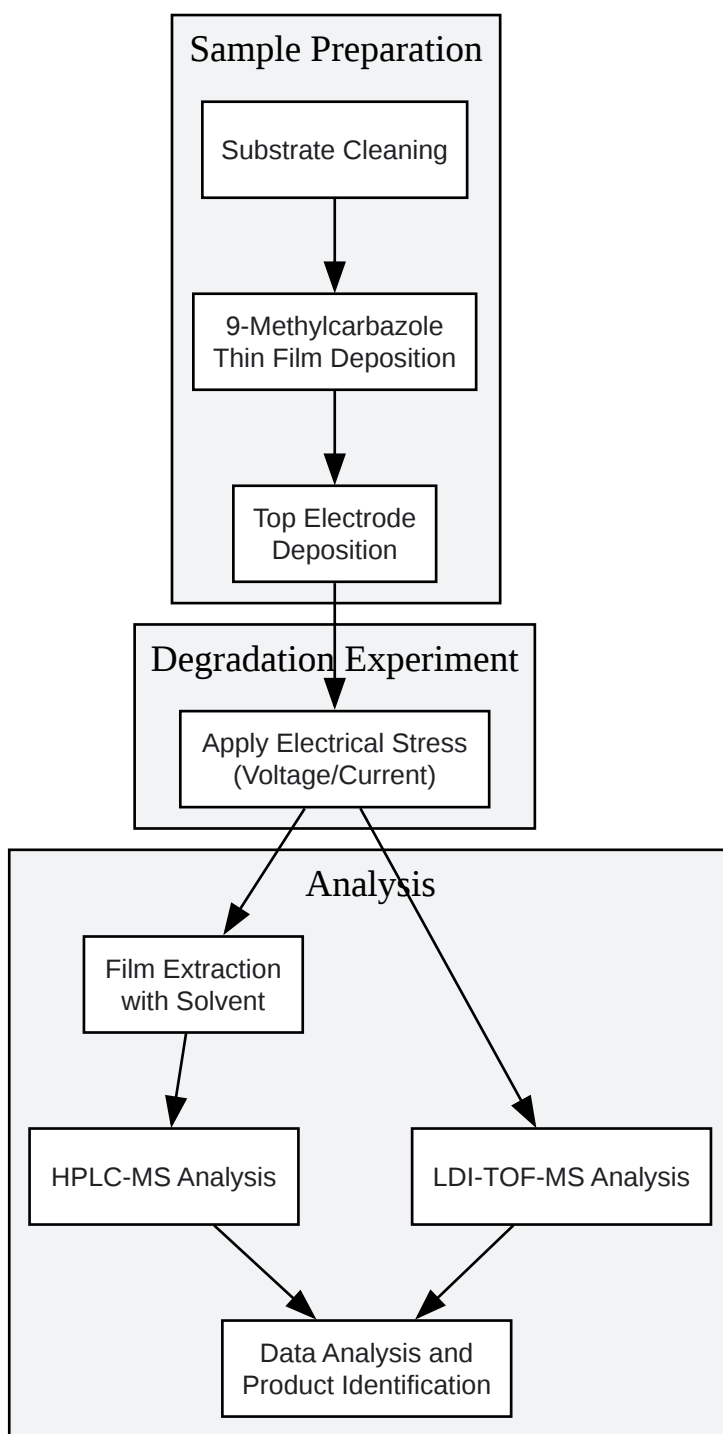 Sample Preparation
Substrate Cleaning
9-Methylcarbazole
Thin Film Deposition
Top Electrode
Deposition
Degradation Experiment
Apply Electrical Stress
(Voltage/Current)
Analysis
Film Extraction
with Solvent
HPLC-MS Analysis
LDI-TOF-MS Analysis
Data Analysis and
Product Identification